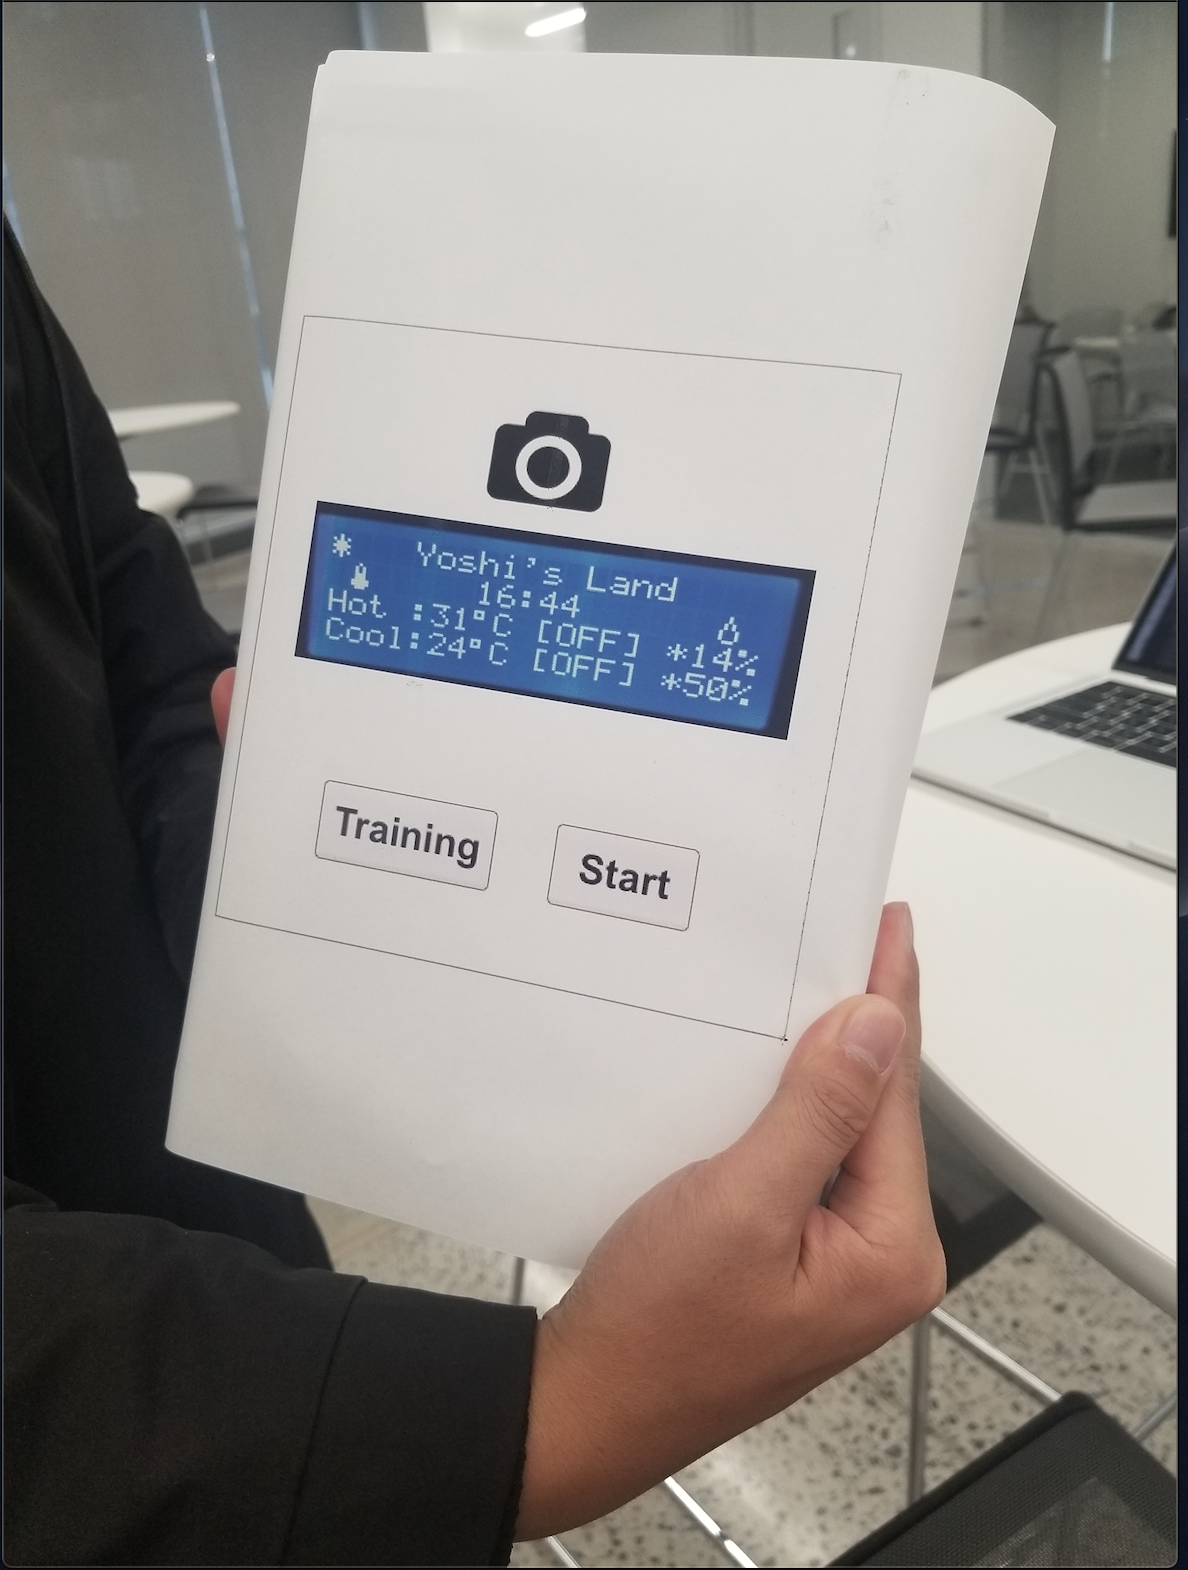 Yoshi's Land
16:44
Hot :31°C [OFF] *14%
Cool:24°C [OFF] *50%
Training
Start